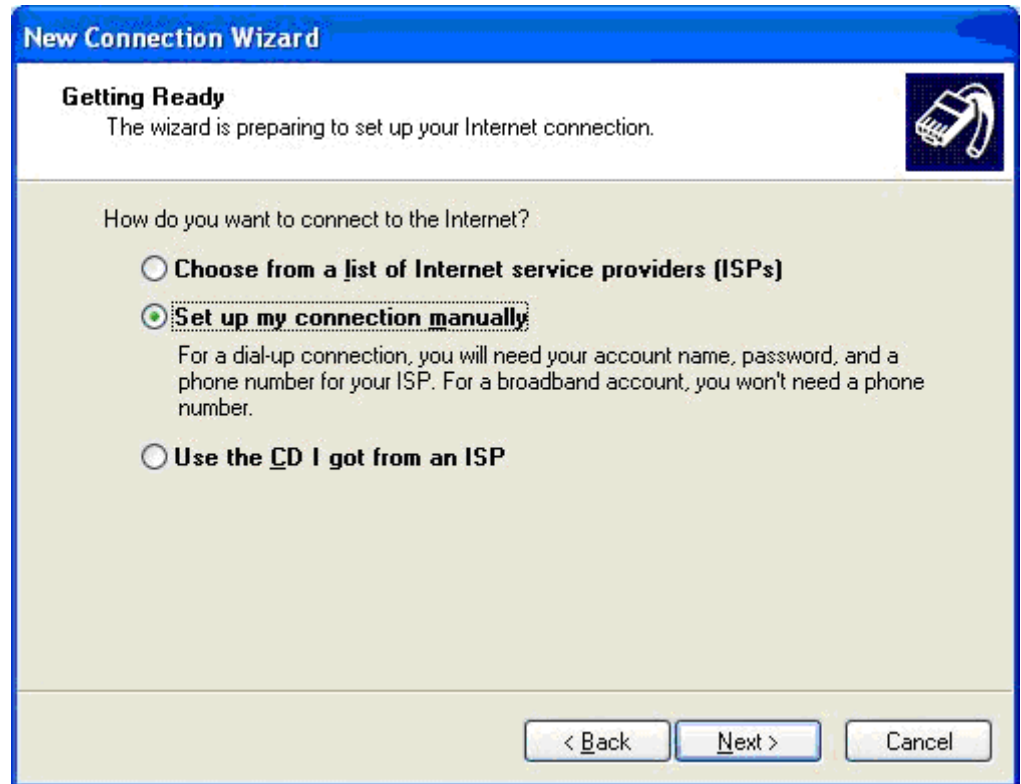 New Connection Wizard
Getting Ready
The wizard is preparing to set up your Internet connection.
How do you want to connect to the Internet?
Choose from a list of Internet service providers (ISPs)
Set up my connection manually
For a dial-up connection, you will need your account name, password, and a
phone number for your ISP. For a broadband account, you won't need a phone
number.
Use the CD I got from an ISP
< Back Next > Cancel